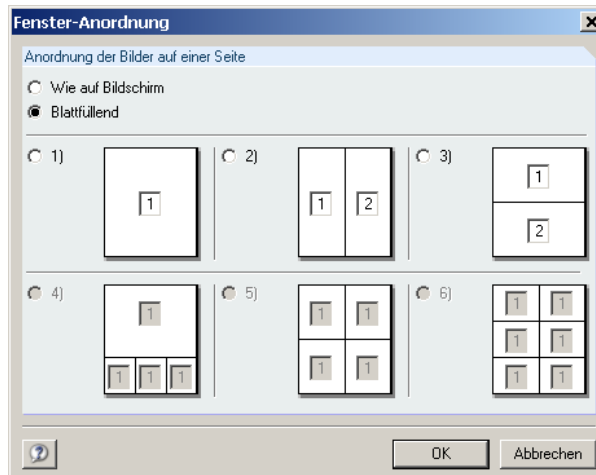 Fenster-Anordnung
Anordnung der Bilder auf einer Seite
Wie auf Bildschirm
Blattfüllend
1) 1
2) 1 2
3) 1
2
4) 1
1 1 1
5) 1 1
1 1
6) 1 1
1 1
1 1
OK Abbrechen